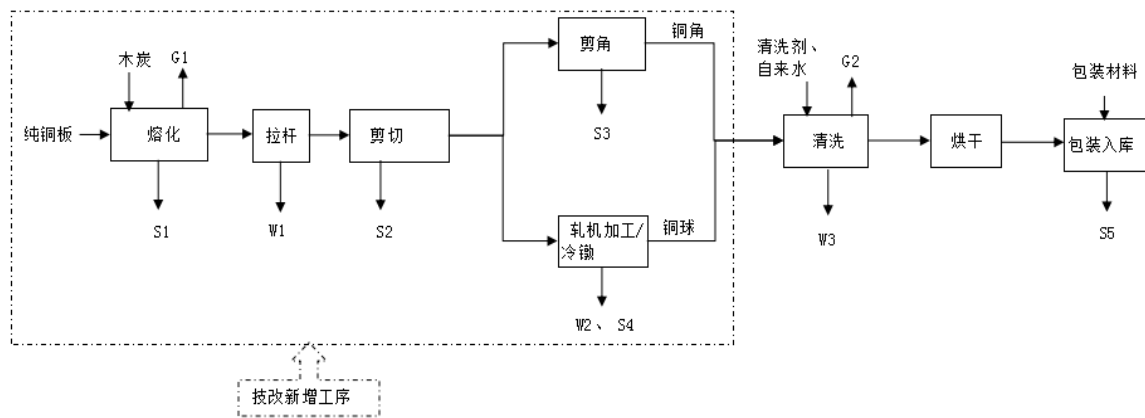 木炭
G1
纯铜板
熔化
S1
拉杆
W1
剪切
S2
剪角
铜角
S3
轧机加工/
冷镦
铜球
W2、 S4
清洗剂、
自来水
G2
清洗
W3
烘干
包装材料
包装入库
S5
技改新增工序